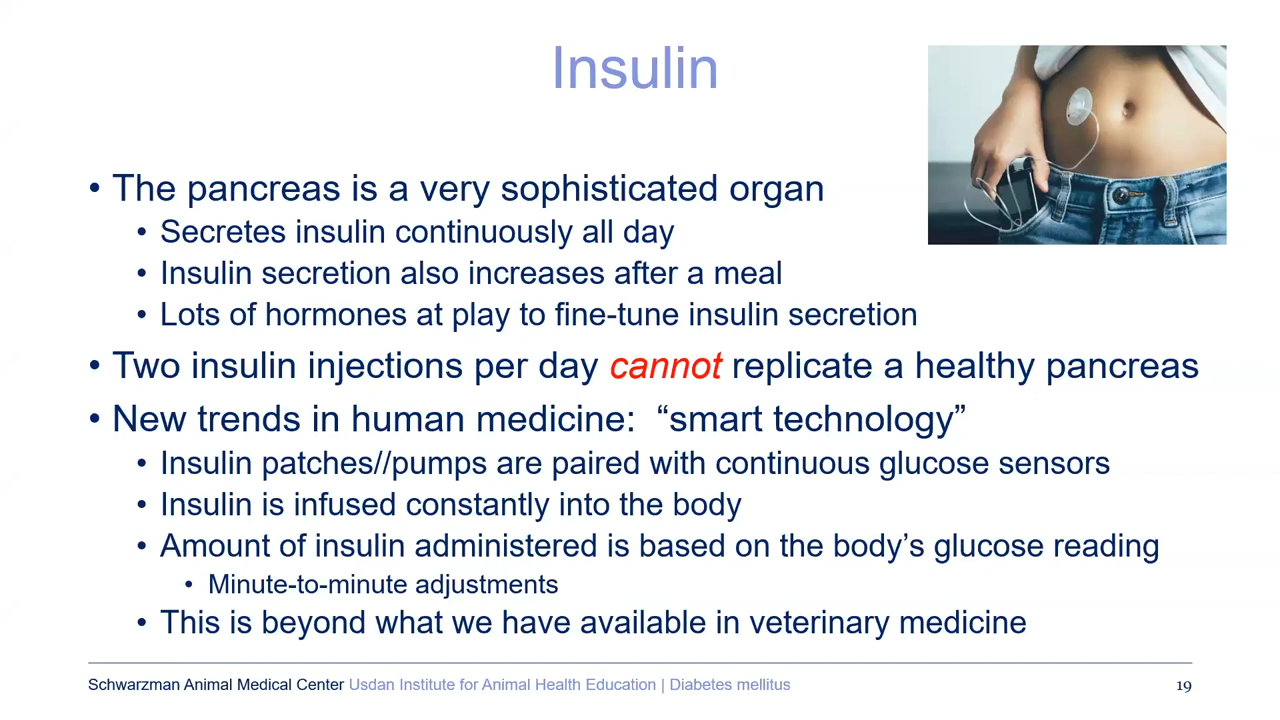 Insulin
• The pancreas is a very sophisticated organ
• Secretes insulin continuously all day
• Insulin secretion also increases after a meal
• Lots of hormones at play to fine-tune insulin secretion
• Two insulin injections per day cannot replicate a healthy pancreas
• New trends in human medicine:  “smart technology”
• Insulin patches//pumps are paired with continuous glucose sensors
• Insulin is infused constantly into the body
• Amount of insulin administered is based on the body’s glucose reading
• Minute-to-minute adjustments
• This is beyond what we have available in veterinary medicine
Schwarzman Animal Medical Center Usdan Institute for Animal Health Education | Diabetes mellitus 19